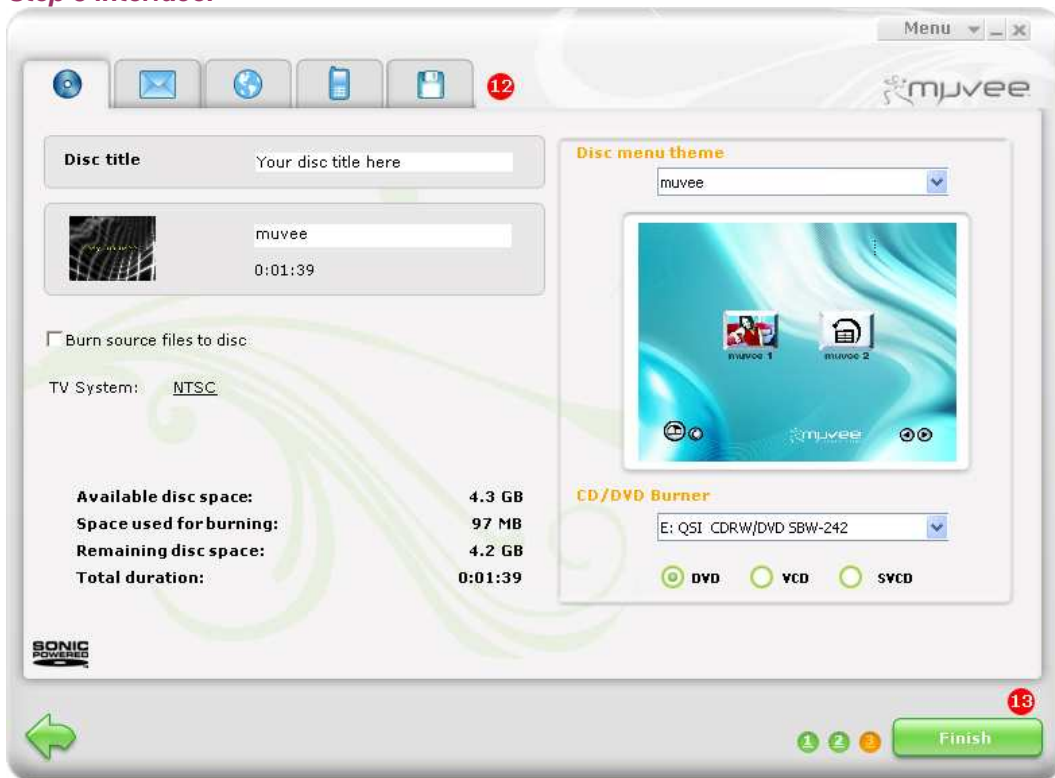 Step 3 interface:
Menu
12
muvee
Disc title
Your disc title here
muvee
0:01:39
Burn source files to disc
TV System: NTSC
Available disc space: 4.3 GB
Space used for burning: 97 MB
Remaining disc space: 4.2 GB
Total duration: 0:01:39
Disc menu theme
muvee
muvee 1
muvee 2
muvee
CD/DVD Burner
E: QSI CDRW/DVD SBW-242
DVD VCD SVCD
SONIC
POWERED
13
1 2 3
Finish